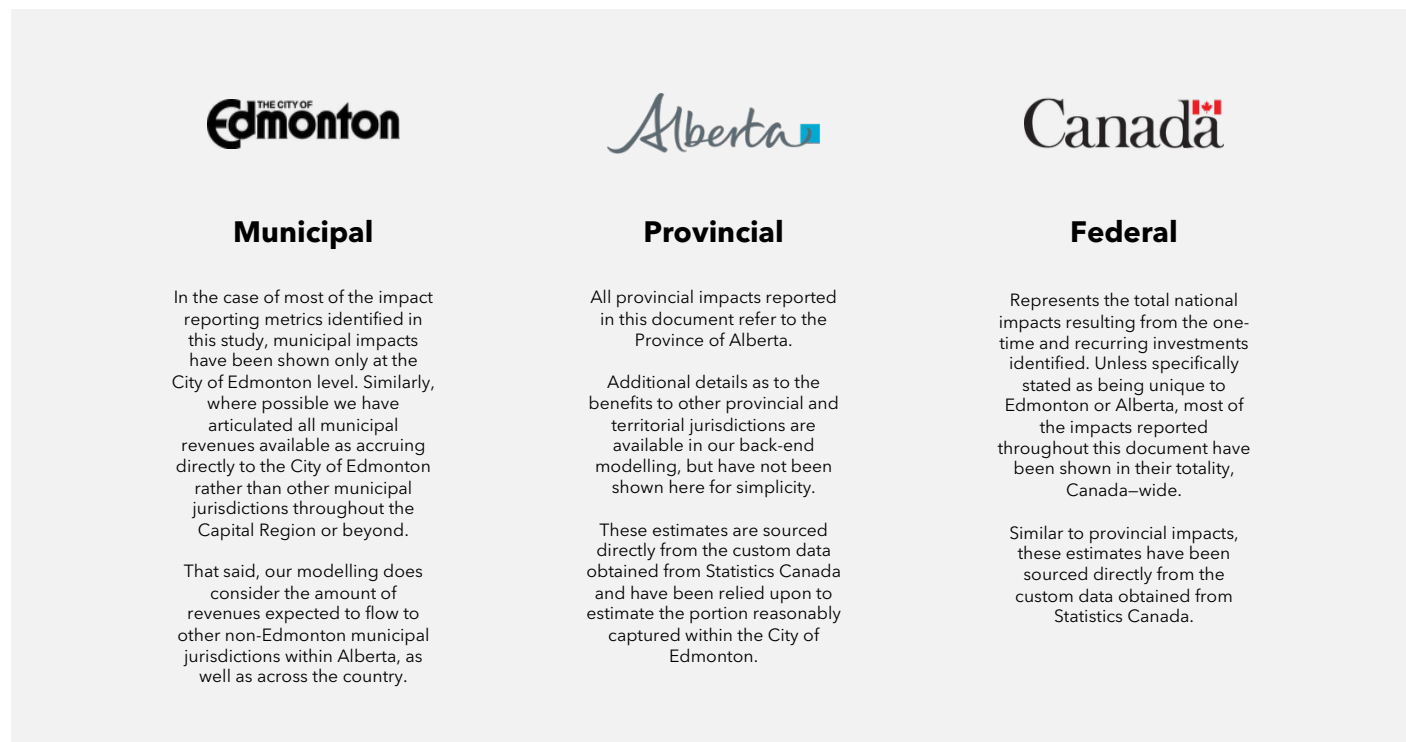 THE CITY OF
Edmonton
Municipal
In the case of most of the impact
reporting metrics identified in
this study, municipal impacts
have been shown only at the
City of Edmonton level. Similarly,
where possible we have
articulated all municipal
revenues available as accruing
directly to the City of Edmonton
rather than other municipal
jurisdictions throughout the
Capital Region or beyond.
That said, our modelling does
consider the amount of
revenues expected to flow to
other non-Edmonton municipal
jurisdictions within Alberta, as
well as across the country.
Alberta
Provincial
All provincial impacts reported
in this document refer to the
Province of Alberta.
Additional details as to the
benefits to other provincial and
territorial jurisdictions are
available in our back-end
modelling, but have not been
shown here for simplicity.
These estimates are sourced
directly from the custom data
obtained from Statistics Canada
and have been relied upon to
estimate the portion reasonably
captured within the City of
Edmonton.
Canada
Federal
Represents the total national
impacts resulting from the one-
time and recurring investments
identified. Unless specifically
stated as being unique to
Edmonton or Alberta, most of
the impacts reported
throughout this document have
been shown in their totality,
Canada—wide.
Similar to provincial impacts,
these estimates have been
sourced directly from the
custom data obtained from
Statistics Canada.